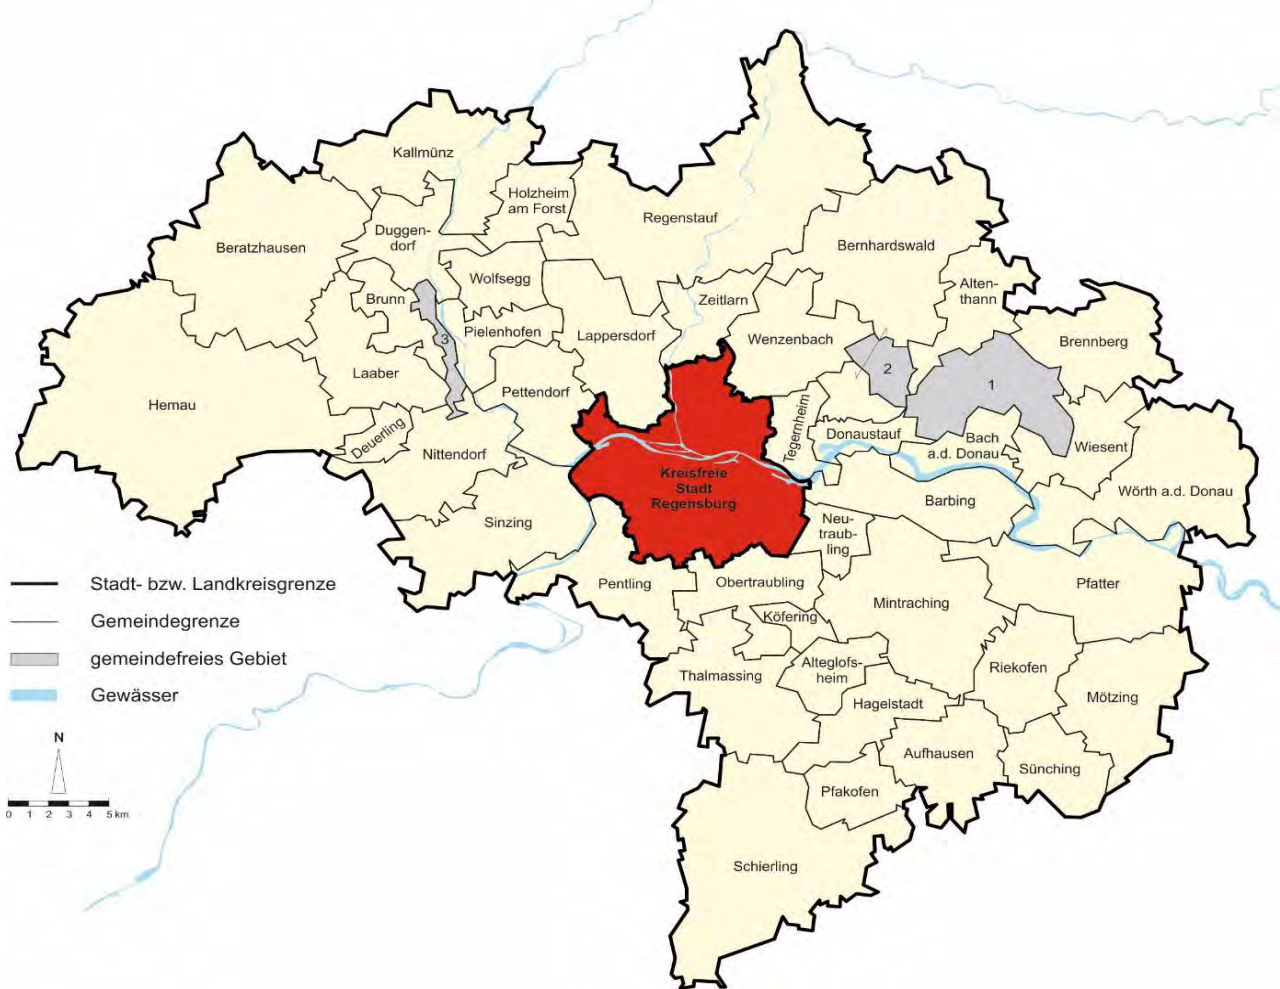 Kallmünz
Holzheim
am Forst
Regenstauf
Duggen-
dorf
Beratzhausen
Bernhardswald
Wolfsegg
Alten-
thann
Brunn
Zeitlarn
Pielenhofen
Lappersdorf
Wenzenbach
Brennberg
3
2
1
Laaber
Pettendorf
Hemau
Deuerling
Tegernheim
Donaustauf
Bach
a.d. Donau
Wiesent
Nittendorf
Kreisfreie
Stadt
Regensburg
Wörth a.d. Donau
Barbing
Sinzing
Neu-
traub-
ling
Pentling
Obertraubling
Pfatter
Mintraching
Köfering
Alteglofs-
heim
Thalmassing
Riekofen
Mötzing
Hagelstadt
Aufhausen
Sünching
Pfakofen
Schierling
Stadt- bzw. Landkreisgrenze
Gemeindegrenze
gemeindefreies Gebiet
Gewässer
N
0 1 2 3 4 5 km